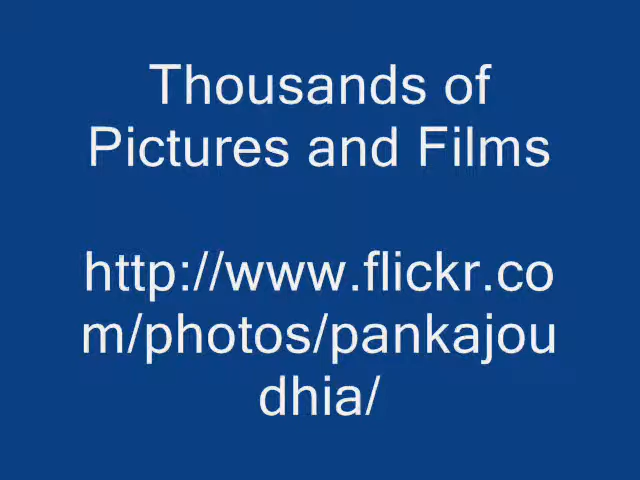 Thousands of
Pictures and Films
http://www.flickr.co
m/photos/pankajou
dhia/